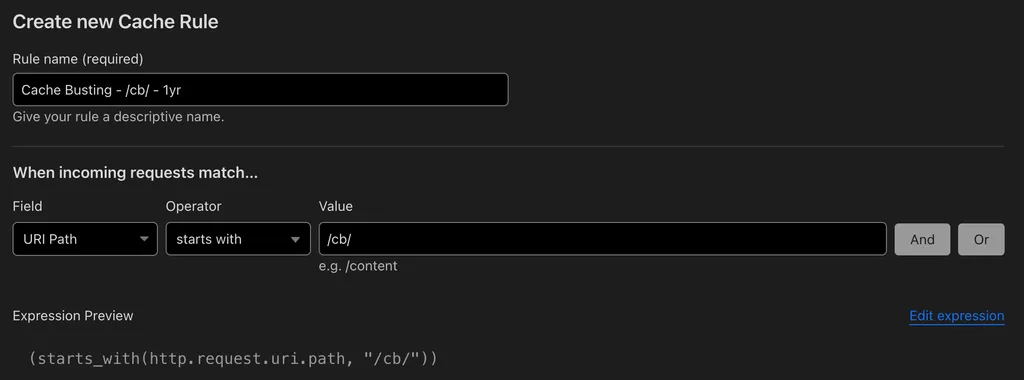 Create new Cache Rule
Rule name (required)
Cache Busting - /cb/ - 1yr
Give your rule a descriptive name.
When incoming requests match...
Field Operator Value
URI Path starts with /cb/ And Or
e.g. /content
Expression Preview Edit expression
(starts_with(http.request.uri.path, "/cb/"))